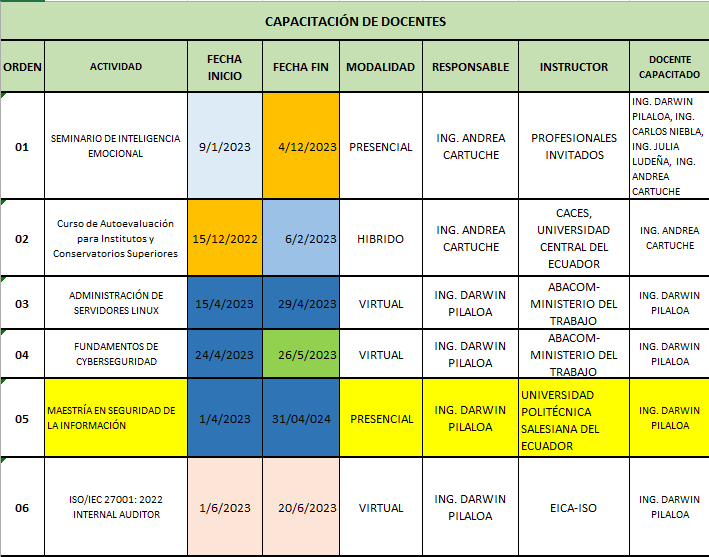 CAPACITACIÓN DE DOCENTES
ORDEN
ACTIVIDAD
FECHA
INICIO
FECHA FIN
MODALIDAD
RESPONSABLE
INSTRUCTOR
DOCENTE
CAPACITADO
01
SEMINARIO DE INTELIGENCIA
EMOCIONAL
9/1/2023
4/12/2023
PRESENCIAL
ING. ANDREA
CARTUCHE
PROFESIONALES
INVITADOS
ING. DARWIN
PILALOA, ING.
CARLOS NIEBLA,
ING. JULIA
LUDEÑA, ING.
ANDREA
CARTUCHE
02
Curso de Autoevaluación
para Institutos y
Conservatorios Superiores
15/12/2022
6/2/2023
HIBRIDO
ING. ANDREA
CARTUCHE
CACES,
UNIVERSIDAD
CENTRAL DEL
ECUADOR
ING. ANDREA
CARTUCHE
03
ADMINISTRACIÓN DE
SERVIDORES LINUX
15/4/2023
29/4/2023
VIRTUAL
ING. DARWIN
PILALOA
ABACOM-
MINISTERIO DEL
TRABAJO
ING. DARWIN
PILALOA
04
FUNDAMENTOS DE
CYBERSEGURIDAD
24/4/2023
26/5/2023
VIRTUAL
ING. DARWIN
PILALOA
ABACOM-
MINISTERIO DEL
TRABAJO
ING. DARWIN
PILALOA
05
MAESTRÍA EN SEGURIDAD DE
LA INFORMACIÓN
1/4/2023
31/04/024
PRESENCIAL
ING. DARWIN
PILALOA
UNIVERSIDAD
POLITÉCNICA
SALESIANA DEL
ECUADOR
ING. DARWIN
PILALOA
06
ISO/IEC 27001: 2022
INTERNAL AUDITOR
1/6/2023
20/6/2023
VIRTUAL
ING. DARWIN
PILALOA
EICA-ISO
ING. DARWIN
PILALOA